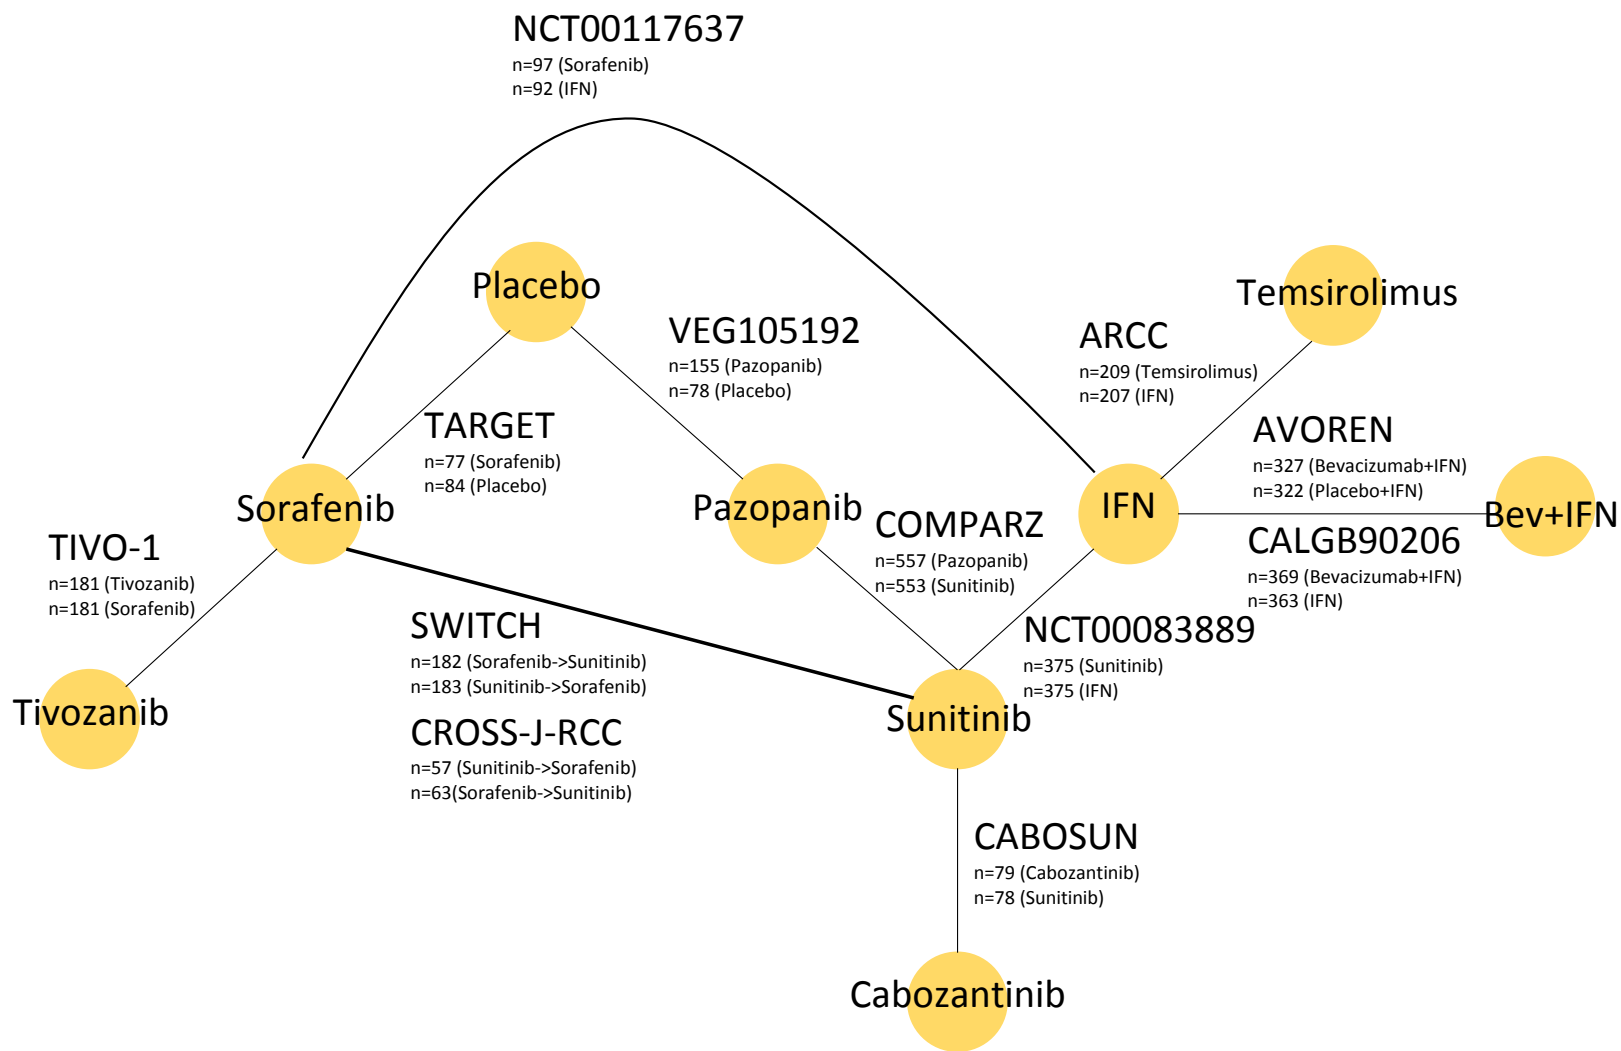 NCT00117637
n=97 (Sorafenib)
n=92 (IFN)
Placebo
Temsirolimus
VEG105192
n=155 (Pazopanib)
n=78 (Placebo)
ARCC
n=209 (Temsirolimus)
n=207 (IFN)
TARGET
n=77 (Sorafenib)
n=84 (Placebo)
AVOREN
n=327 (Bevacizumab+IFN)
n=322 (Placebo+IFN)
Sorafenib
Pazopanib
IFN
Bev+IFN
COMPARZ
n=557 (Pazopanib)
n=553 (Sunitinib)
CALGB90206
n=369 (Bevacizumab+IFN)
n=363 (IFN)
TIVO-1
n=181 (Tivozanib)
n=181 (Sorafenib)
SWITCH
n=182 (Sorafenib->Sunitinib)
n=183 (Sunitinib->Sorafenib)
NCT00083889
n=375 (Sunitinib)
n=375 (IFN)
Tivozanib
Sunitinib
CROSS-J-RCC
n=57 (Sunitinib->Sorafenib)
n=63(Sorafenib->Sunitinib)
CABOSUN
n=79 (Cabozantinib)
n=78 (Sunitinib)
Cabozantinib